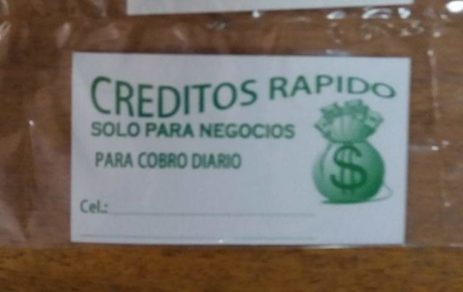 CREDITOS RAPIDO
SOLO PARA NEGOCIOS
PARA COBRO DIARIO
$
Cel.: